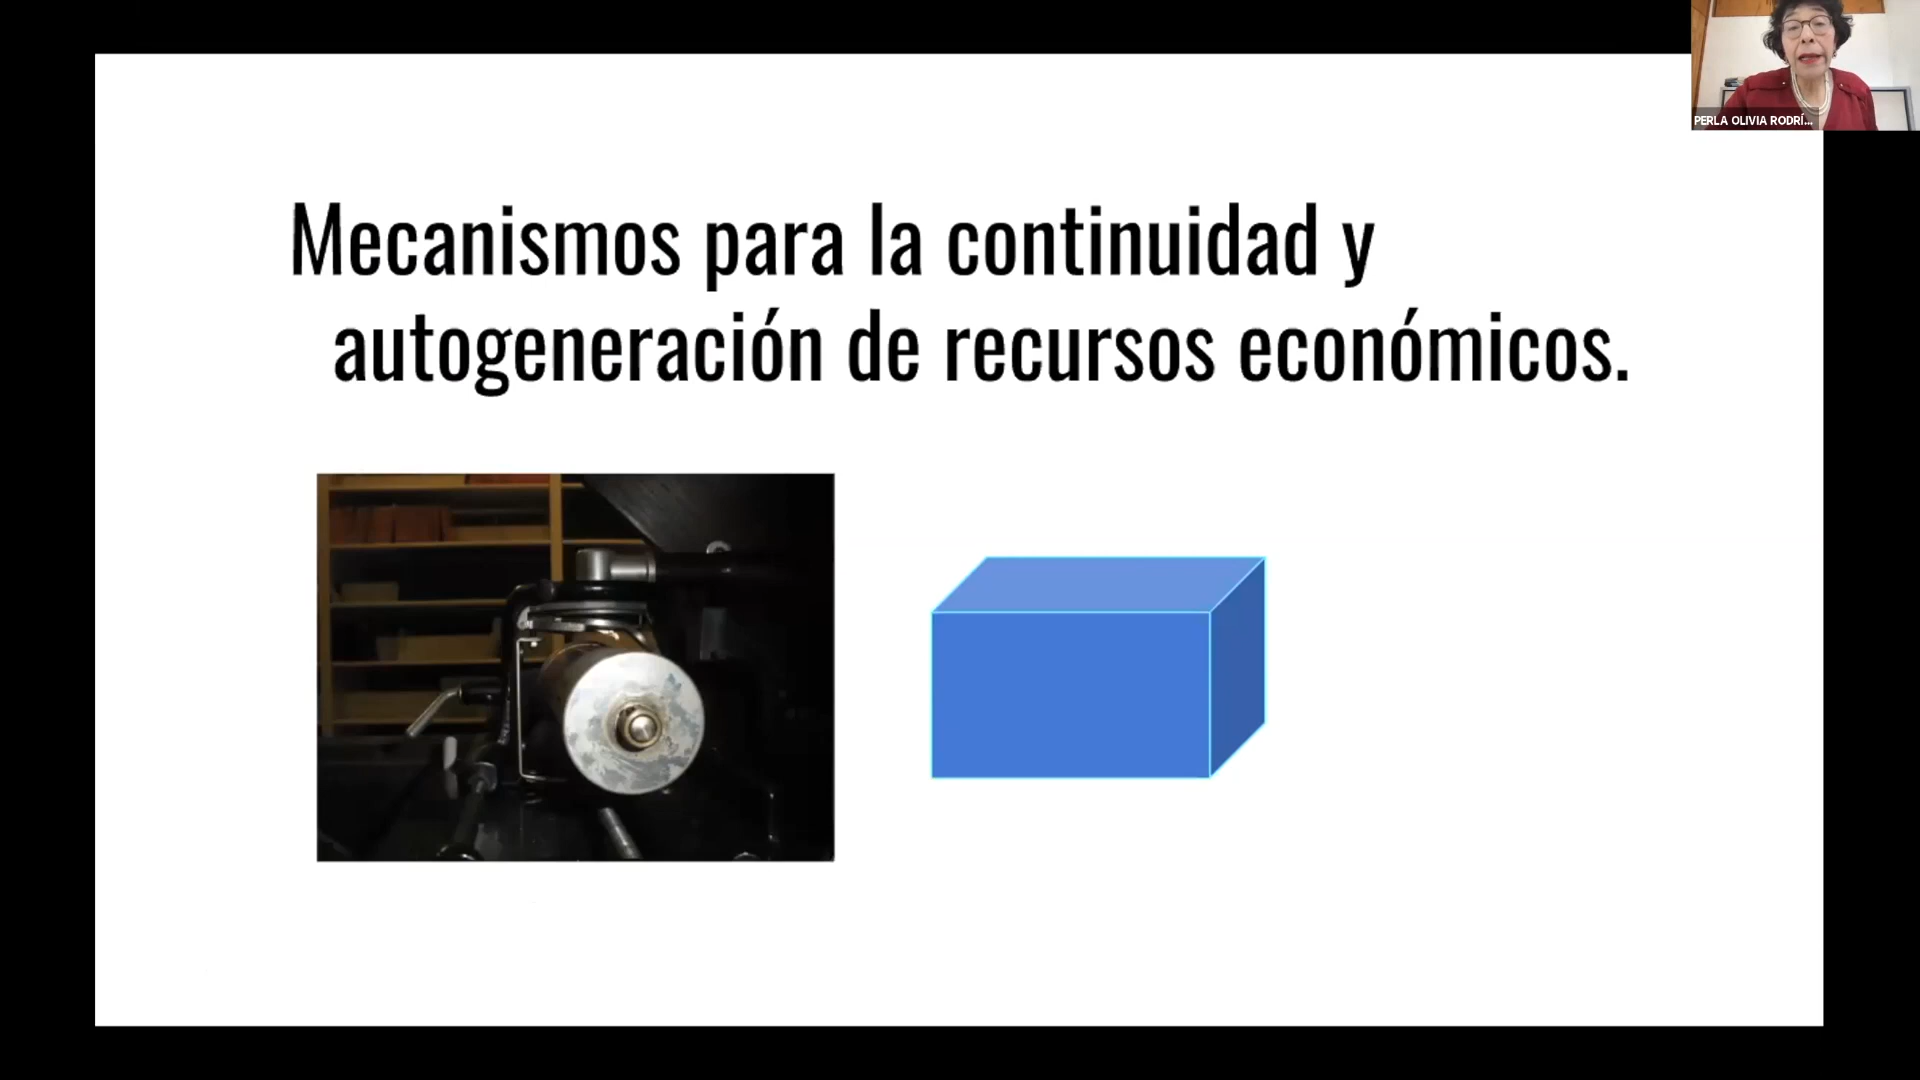 PERLA OLIVIA RODRÍ...
Mecanismos para la continuidad y
autogeneración de recursos económicos.